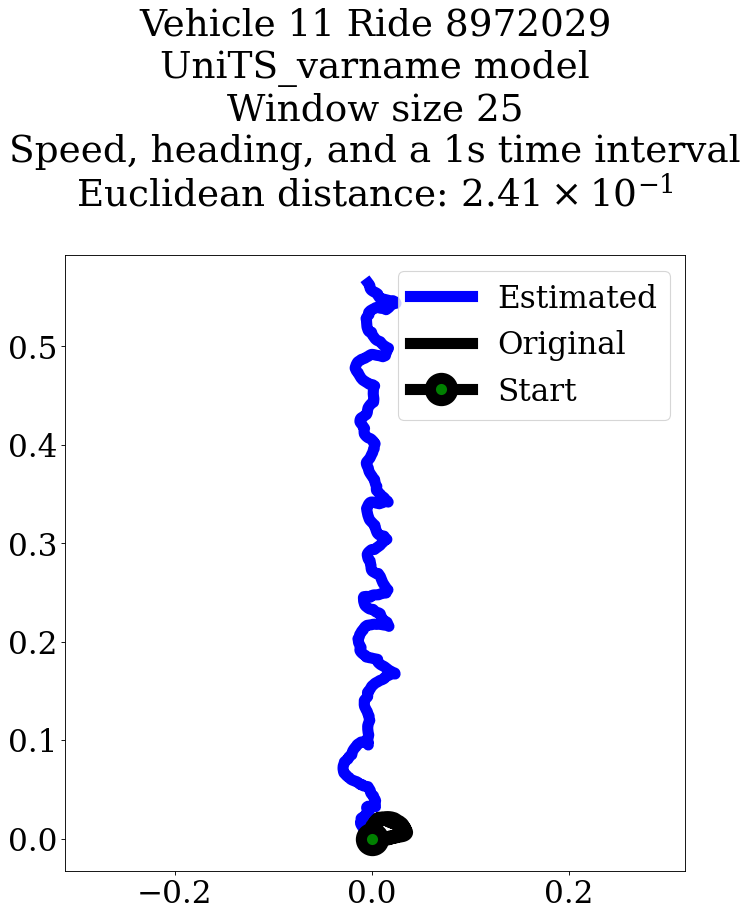 Vehicle 11 Ride 8972029
UniTS_varname model
Window size 25
Speed, heading, and a 1s time interval
Euclidean distance: 2.41 × 10⁻¹
Estimated
Original
Start
0.5
0.4
0.3
0.2
0.1
0.0
−0.2 0.0 0.2